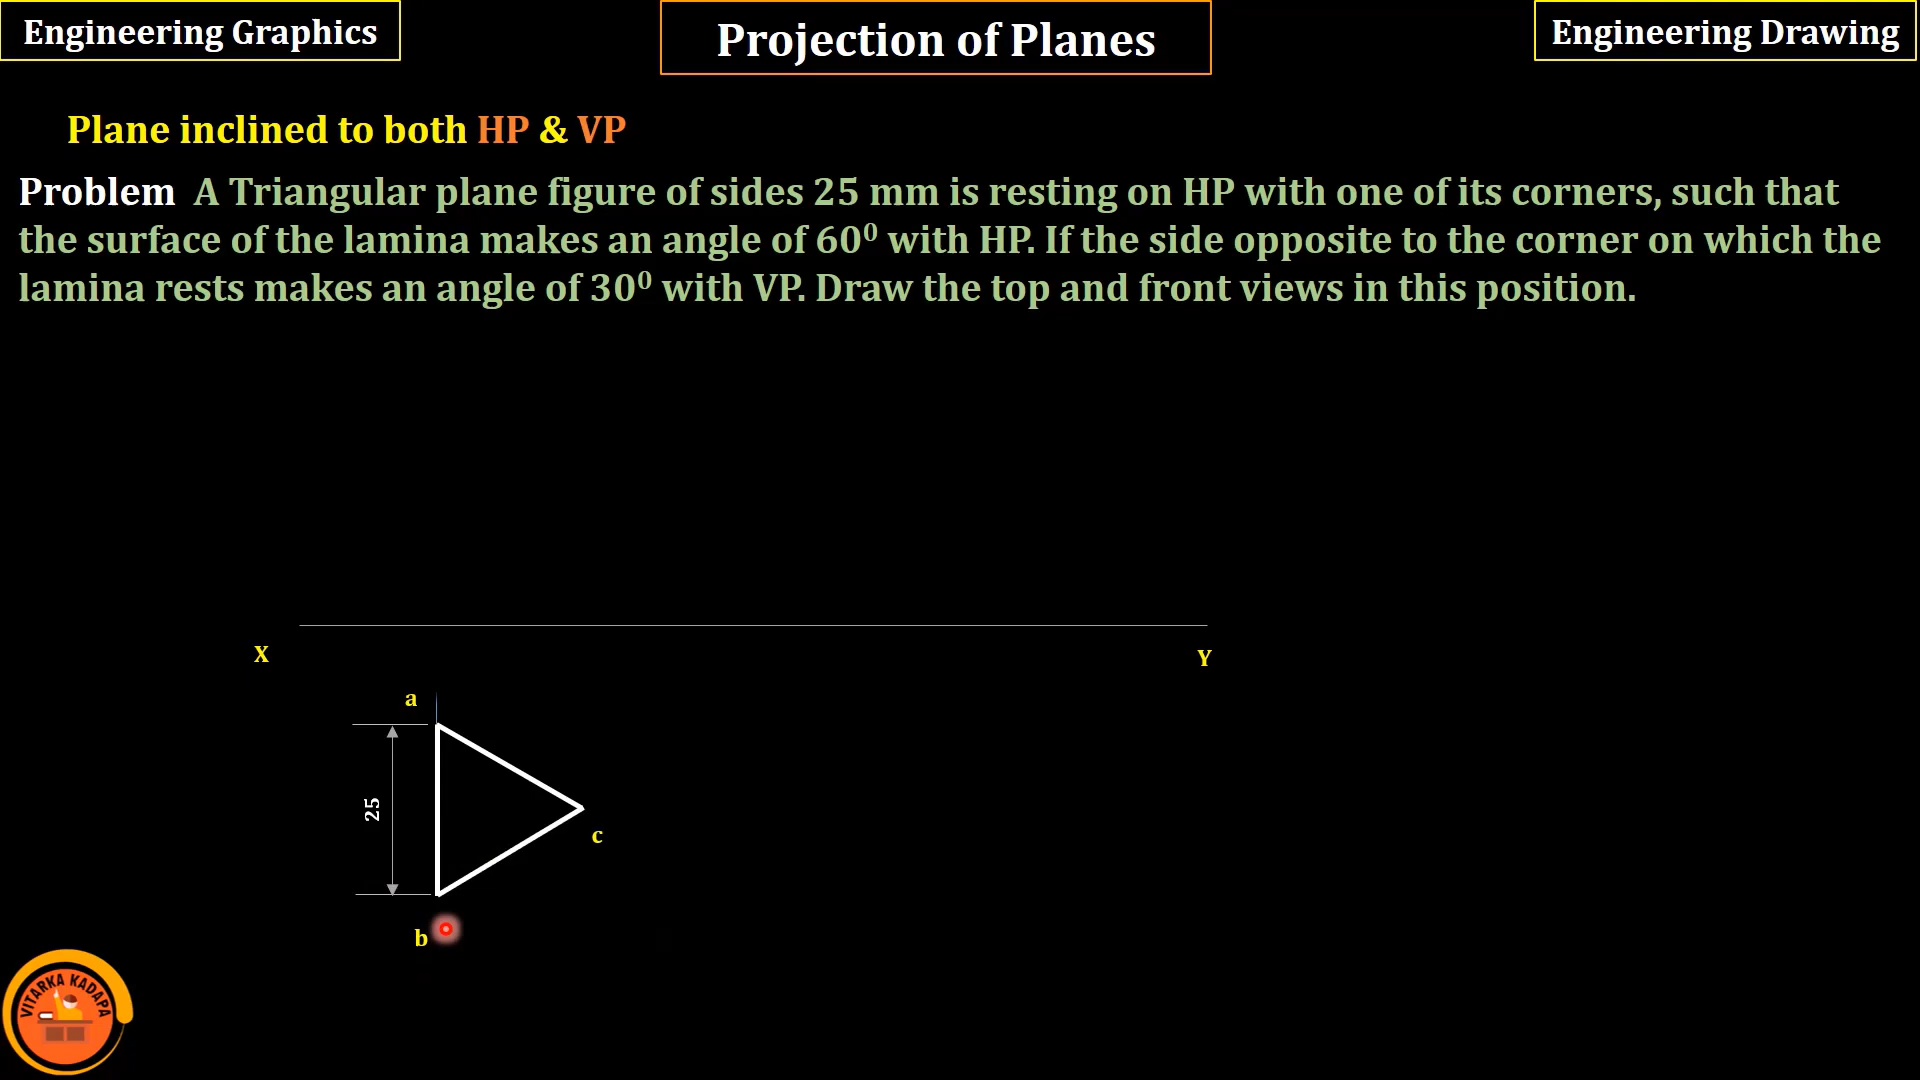 Engineering Graphics
Projection of Planes
Engineering Drawing
Plane inclined to both HP & VP
Problem A Triangular plane figure of sides 25 mm is resting on HP with one of its corners, such that
the surface of the lamina makes an angle of 60⁰ with HP. If the side opposite to the corner on which the
lamina rests makes an angle of 30⁰ with VP. Draw the top and front views in this position.
X
Y
a
25
c
b
VITARKA KADAPA